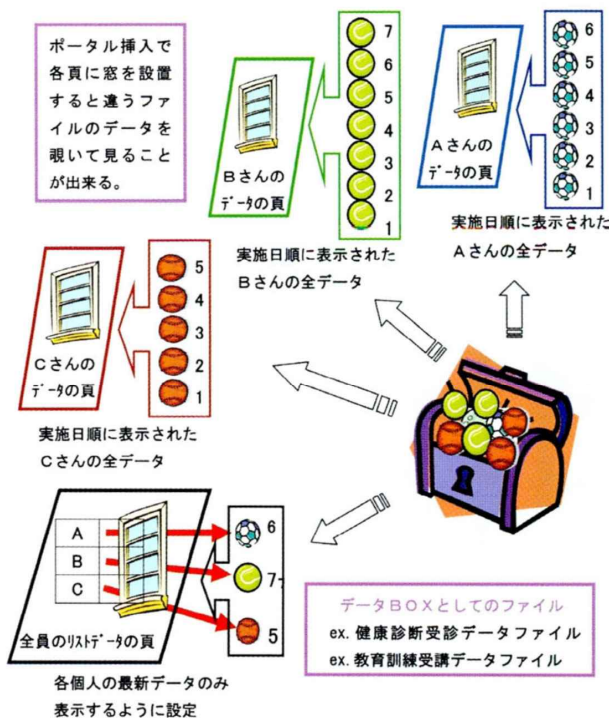 ポータル挿入で
各頁に窓を設置
すると違うファ
イルのデータを
覗いて見ること
が出来る。
7
6
5
4
3
2
1
Bさんの
ﾃﾞｰﾀの頁
実施日順に表示された
Bさんの全データ
6
5
4
3
2
1
Aさんの
ﾃﾞｰﾀの頁
実施日順に表示された
Aさんの全データ
5
4
3
2
1
Cさんの
ﾃﾞｰﾀの頁
実施日順に表示された
Cさんの全データ
A
B
C
6
7
5
全員のﾘｽﾄﾃﾞｰﾀの頁
各個人の最新データのみ
表示するように設定
データBOXとしてのファイル
ex. 健康診断受診データファイル
ex. 教育訓練受講データファイル